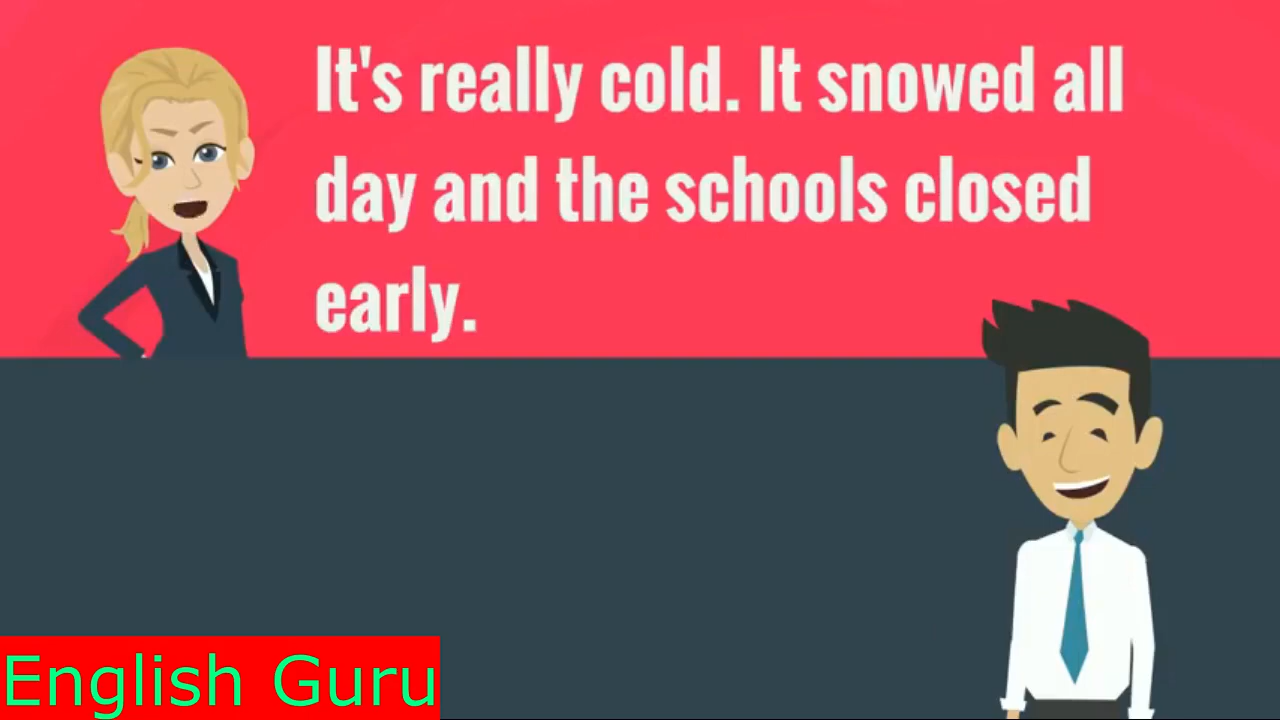 It's really cold. It snowed all
day and the schools closed
early.
English Guru